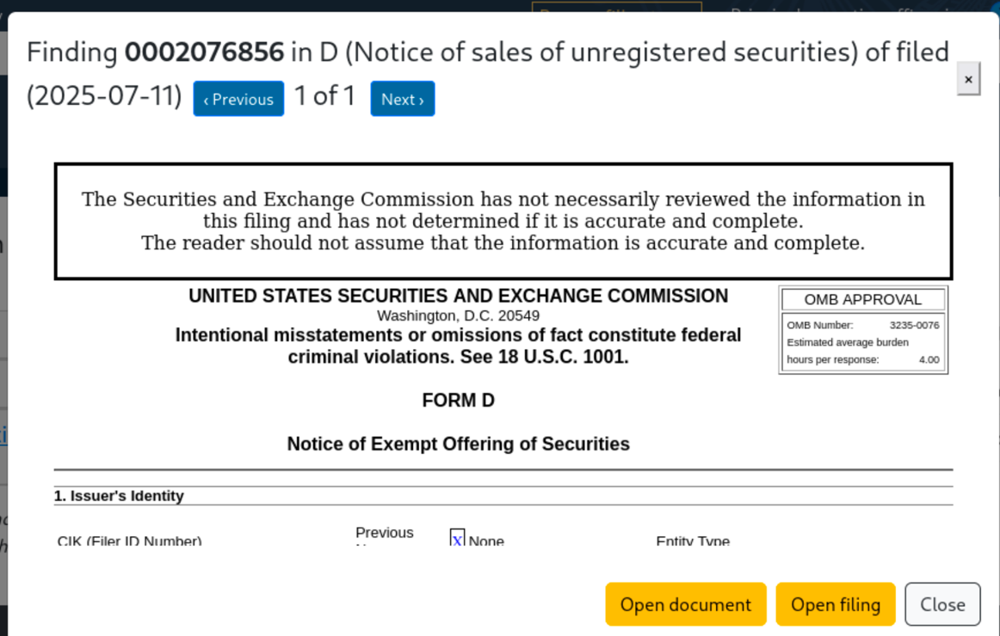 Finding 0002076856 in D (Notice of sales of unregistered securities) of filed
(2025-07-11) ‹ Previous 1 of 1 Next ›
×
The Securities and Exchange Commission has not necessarily reviewed the information in
this filing and has not determined if it is accurate and complete.
The reader should not assume that the information is accurate and complete.
UNITED STATES SECURITIES AND EXCHANGE COMMISSION
Washington, D.C. 20549
Intentional misstatements or omissions of fact constitute federal
criminal violations. See 18 U.S.C. 1001.
OMB APPROVAL
OMB Number: 3235-0076
Estimated average burden
hours per response: 4.00
FORM D
Notice of Exempt Offering of Securities
1. Issuer's Identity
CIK (Filer ID Number)
Previous
X None
Entity Type
Open document Open filing Close